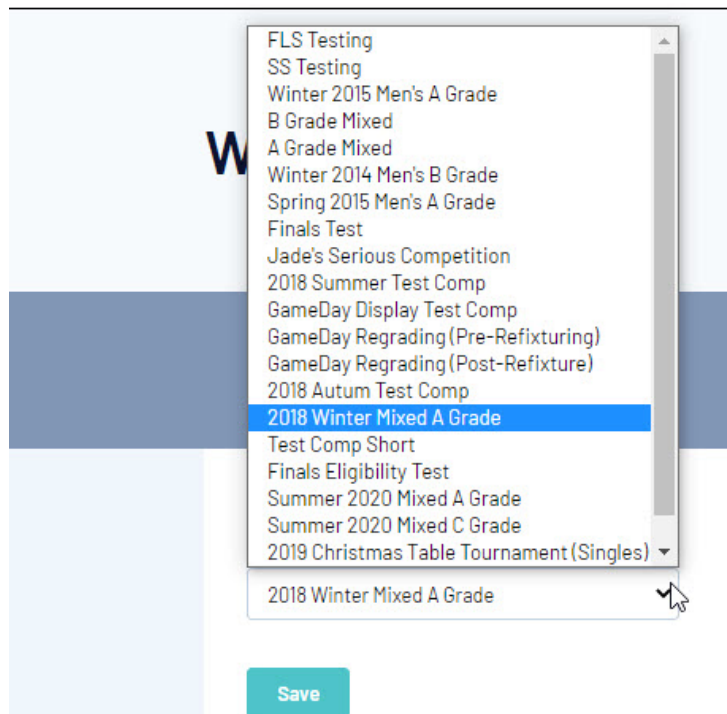 FLS Testing
SS Testing
Winter 2015 Men's A Grade
B Grade Mixed
W
A Grade Mixed
Winter 2014 Men's B Grade
Spring 2015 Men's A Grade
Finals Test
Jade's Serious Competition
2018 Summer Test Comp
GameDay Display Test Comp
GameDay Regrading (Pre-Refixturing)
GameDay Regrading (Post-Refixture)
2018 Autum Test Comp
2018 Winter Mixed A Grade
Test Comp Short
Finals Eligibility Test
Summer 2020 Mixed A Grade
Summer 2020 Mixed C Grade
2019 Christmas Table Tournament (Singles)
2018 Winter Mixed A Grade
Save